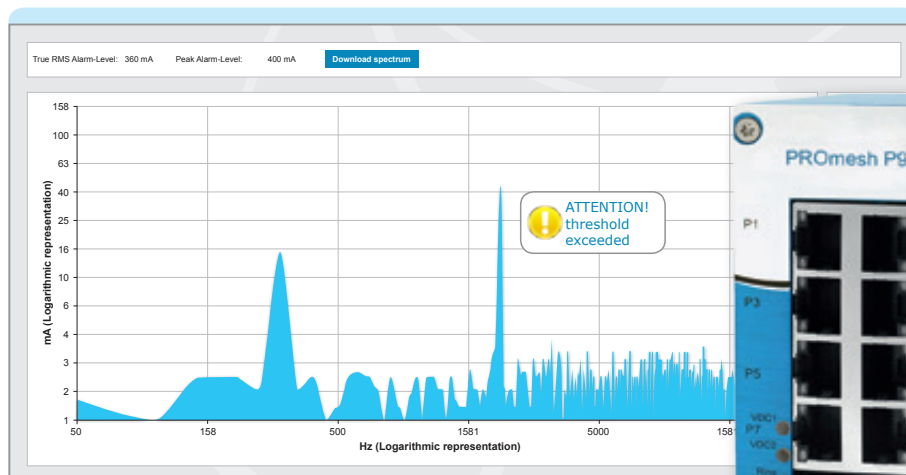 True RMS Alarm-Level: 360 mA Peak Alarm-Level: 400 mA Download spectrum
158
100
63
40
25
16
10
6
4
3
2
1
mA (Logarithmic representation)
ATTENTION!
threshold
exceeded
50 158 500 1581 5000 1581
Hz (Logarithmic representation)
PROmesh P9
P1
P3
P5
VDC1
P7
VDC2
Ring